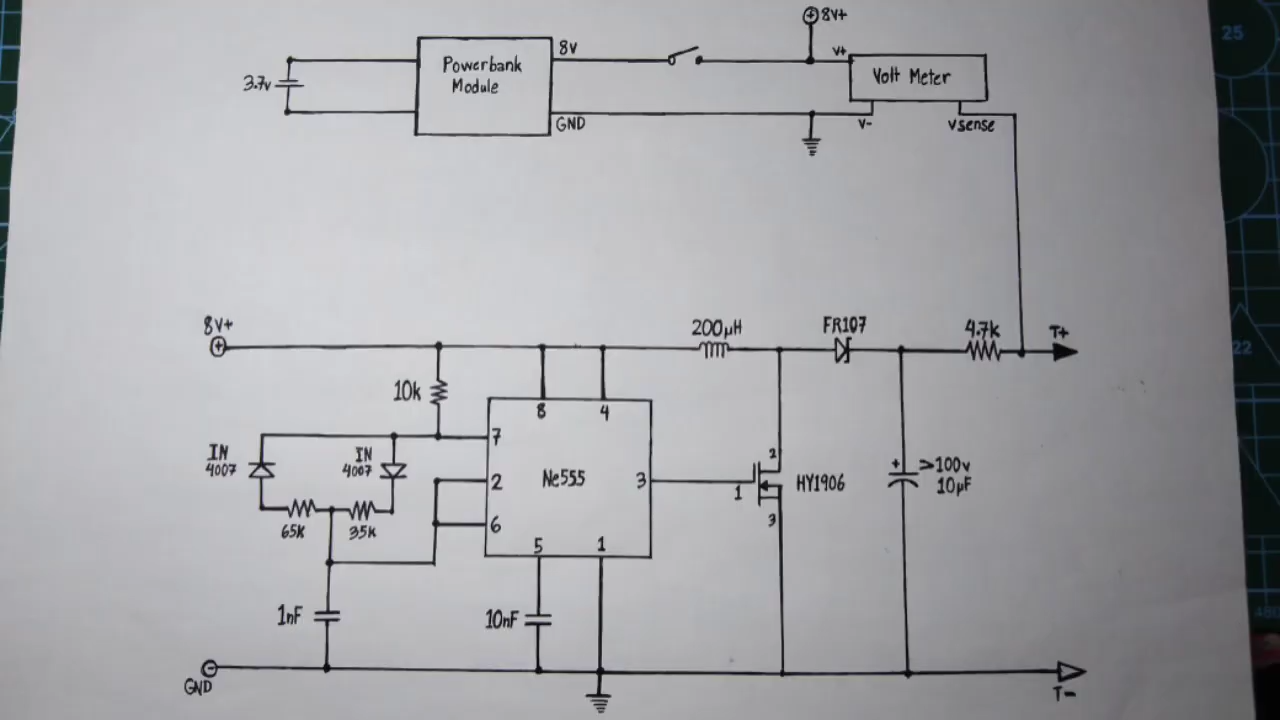 8V+
25
8V
V+
Powerbank
Module
Volt Meter
3.7v
GND
V-
Vsense
8V+
200µH
FR107
4.7k
T+
22
10k
8
4
7
IN
4007
IN
4007
2
Ne555
3
2
HY1906
1
+
>100v
10µF
65K
35K
6
3
5
1
1nF
10nF
GND
T-